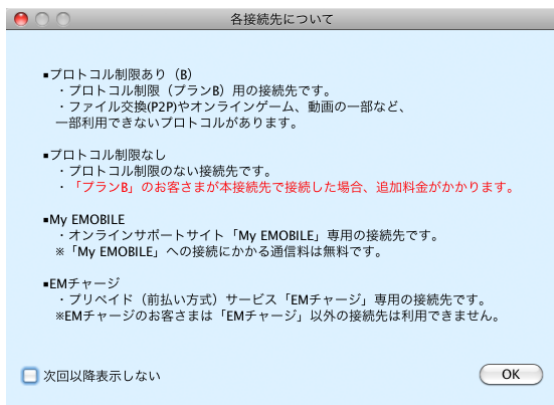 各接続先について
▪プロトコル制限あり（B）
・プロトコル制限（プランB）用の接続先です。
・ファイル交換(P2P)やオンラインゲーム、動画の一部など、
一部利用できないプロトコルがあります。
▪プロトコル制限なし
・プロトコル制限のない接続先です。
・「プランB」のお客さまが本接続先で接続した場合、追加料金がかかります。
▪My EMOBILE
・オンラインサポートサイト「My EMOBILE」専用の接続先です。
※「My EMOBILE」への接続にかかる通信料は無料です。
▪EMチャージ
・プリペイド（前払い方式）サービス「EMチャージ」専用の接続先です。
※EMチャージのお客さまは「EMチャージ」以外の接続先は利用できません。
次回以降表示しない
OK